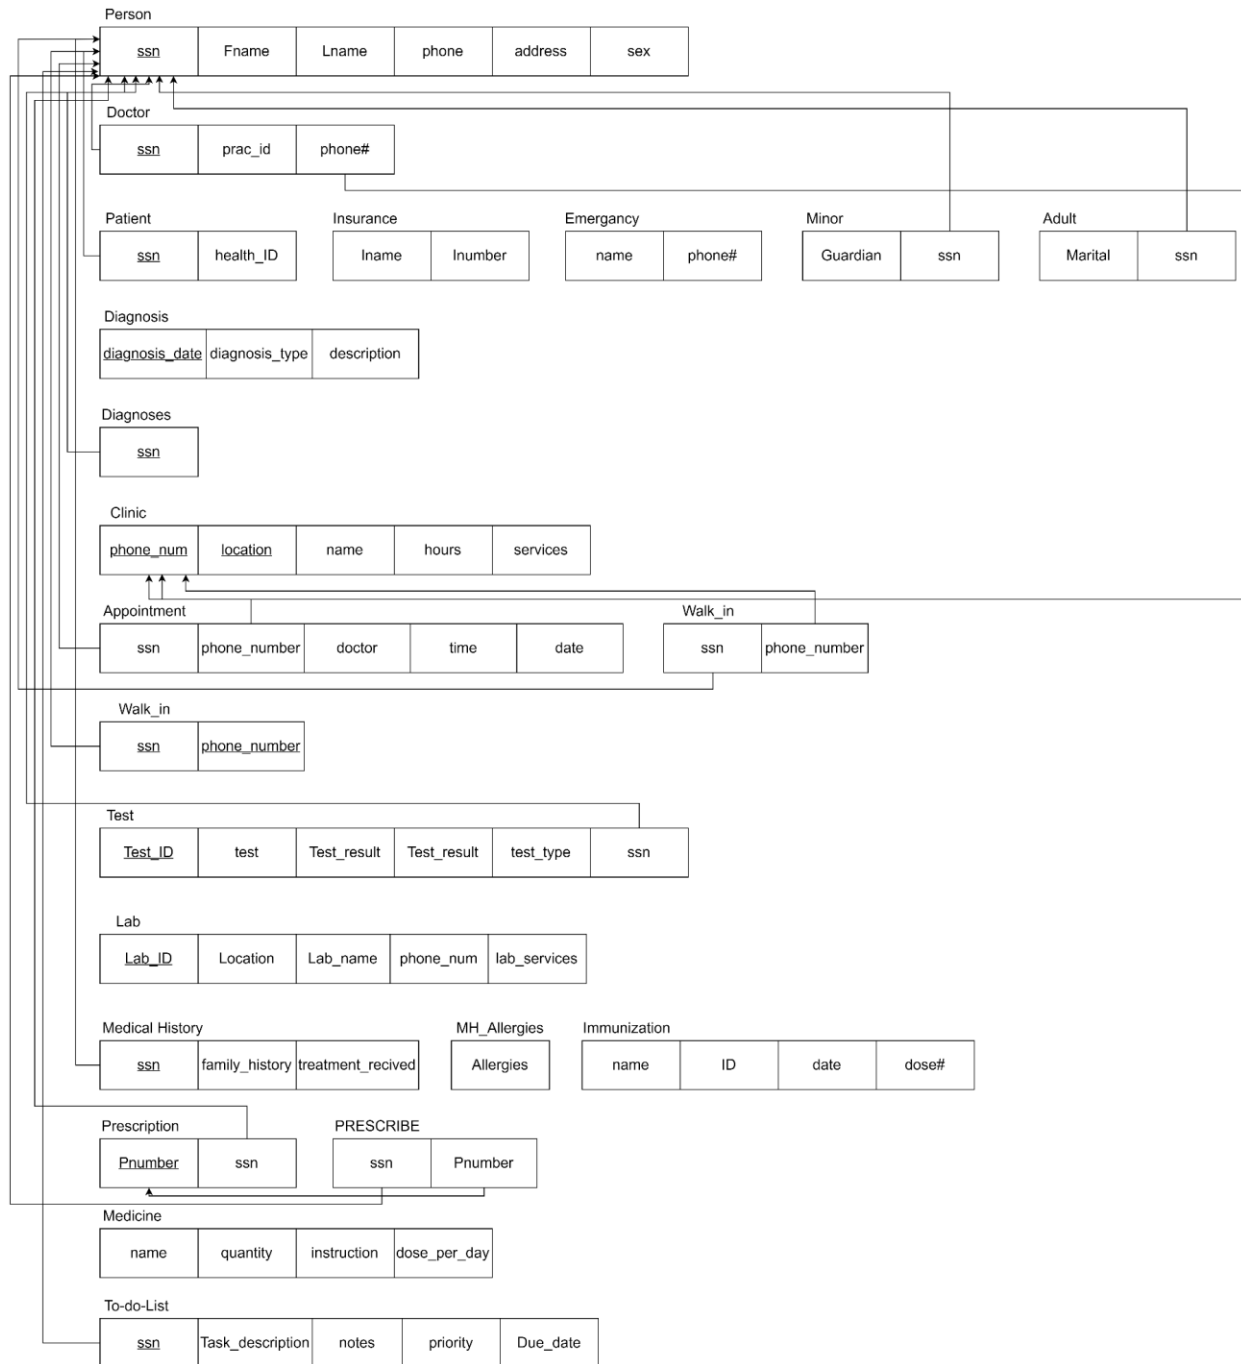 Person
ssn Fname Lname phone address sex
Doctor
ssn prac_id phone#
Patient Insurance Emergancy Minor Adult
ssn health_ID Iname Inumber name phone# Guardian ssn Marital ssn
Diagnosis
diagnosis_date diagnosis_type description
Diagnoses
ssn
Clinic
phone_num location name hours services
Appointment Walk_in
ssn phone_number doctor time date ssn phone_number
Walk_in
ssn phone_number
Test
Test_ID test Test_result Test_result test_type ssn
Lab
Lab_ID Location Lab_name phone_num lab_services
Medical History MH_Allergies Immunization
ssn family_history treatment_recived Allergies name ID date dose#
Prescription PRESCRIBE
Pnumber ssn ssn Pnumber
Medicine
name quantity instruction dose_per_day
To-do-List
ssn Task_description notes priority Due_date